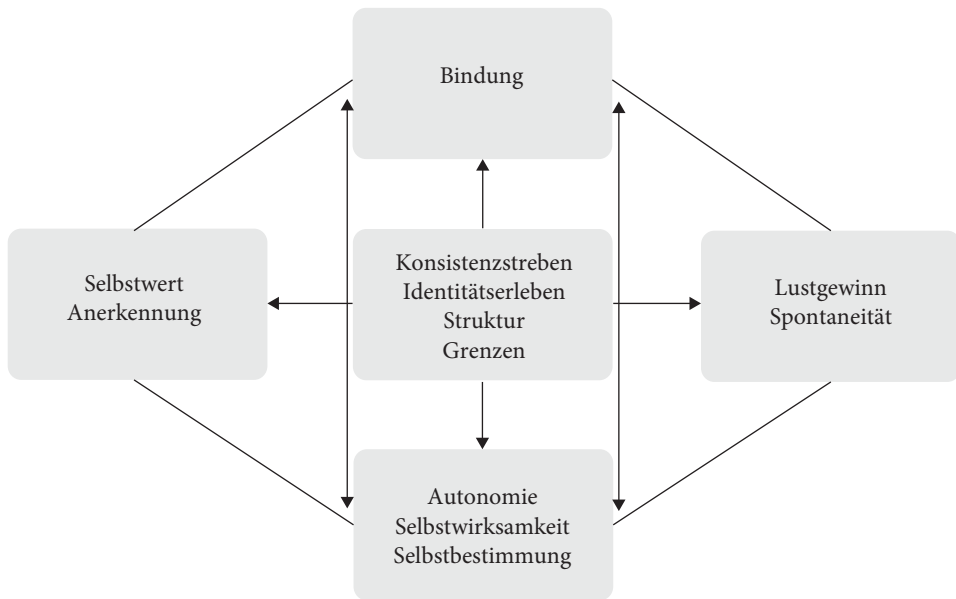 Bindung
Selbstwert
Anerkennung
Konsistenzstreben
Identitätserleben
Struktur
Grenzen
Lustgewinn
Spontaneität
Autonomie
Selbstwirksamkeit
Selbstbestimmung